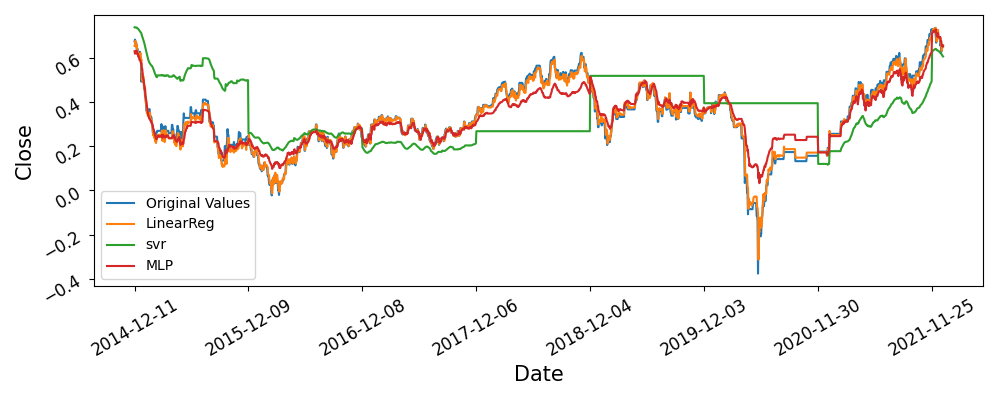 Close
0.6
0.4
0.2
0.0
−0.2
−0.4
Original Values
LinearReg
svr
MLP
2014-12-11
2015-12-09
2016-12-08
2017-12-06
2018-12-04
2019-12-03
2020-11-30
2021-11-25
Date